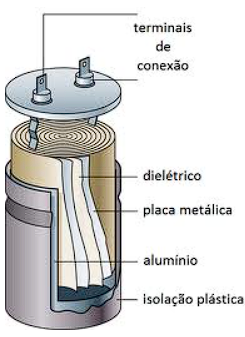 terminais
de
conexão
dielétrico
placa metálica
alumínio
isolação plástica